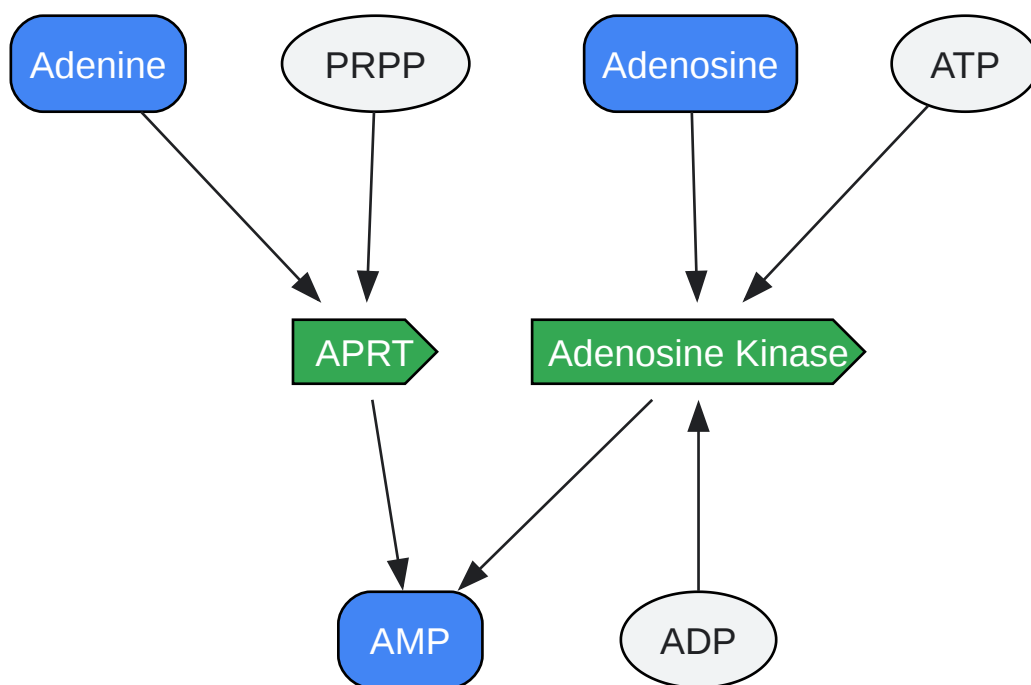 Adenine
PRPP
Adenosine
ATP
APRT
Adenosine Kinase
AMP
ADP